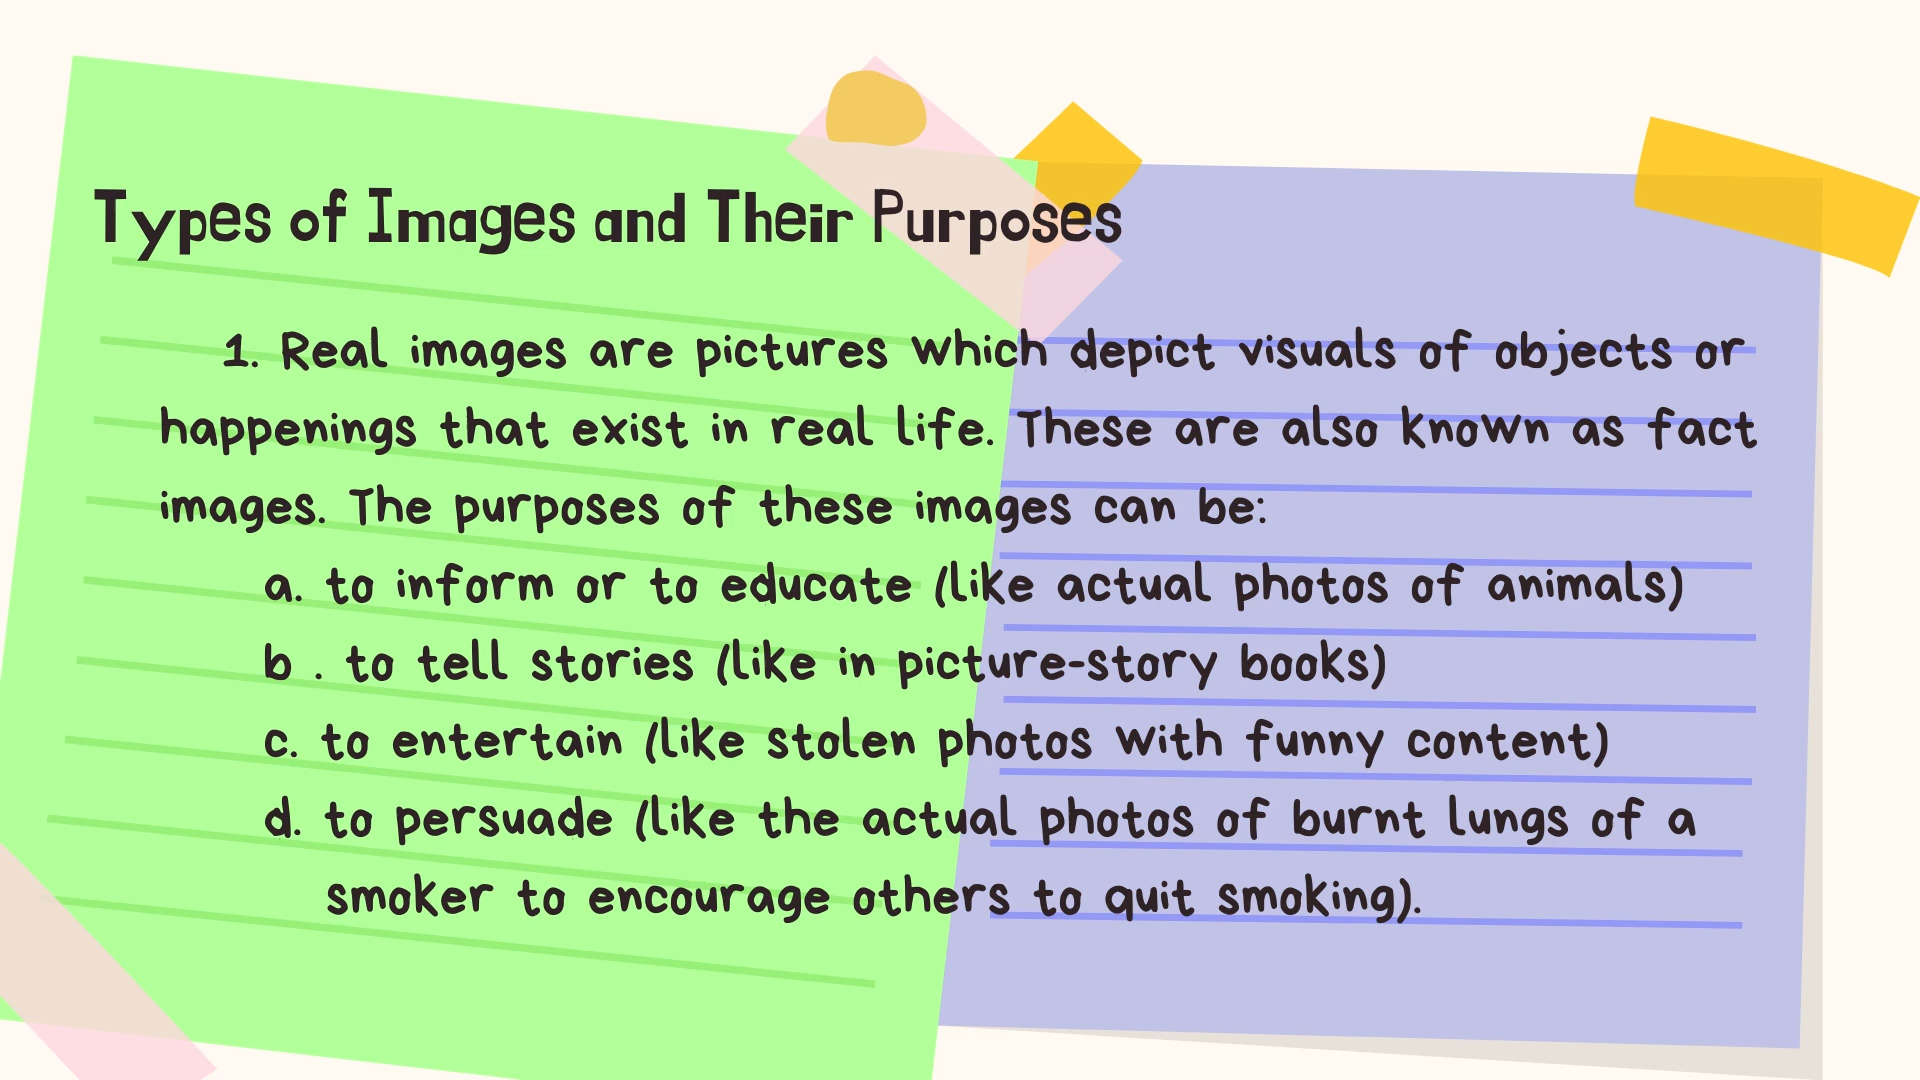 Types of Images and Their Purposes
1. Real images are pictures which depict visuals of objects or
happenings that exist in real life. These are also known as fact
images. The purposes of these images can be:
a. to inform or to educate (like actual photos of animals)
b . to tell stories (like in picture-story books)
c. to entertain (like stolen photos with funny content)
d. to persuade (like the actual photos of burnt lungs of a
smoker to encourage others to quit smoking).